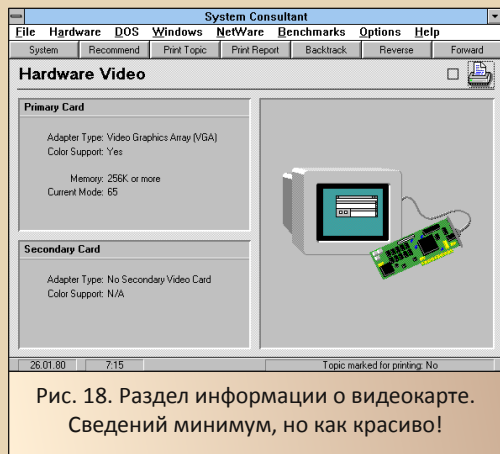 System Consultant
File Hardware DOS Windows NetWare Benchmarks Options Help
System Recommend Print Topic Print Report Backtrack Reverse Forward
Hardware Video
Primary Card
Adapter Type: Video Graphics Array (VGA)
Color Support: Yes
Memory: 256K or more
Current Mode: 65
Secondary Card
Adapter Type: No Secondary Video Card
Color Support: N/A
26.01.80 7:15 Topic marked for printing: No
Рис. 18. Раздел информации о видеокарте.
Сведений минимум, но как красиво!